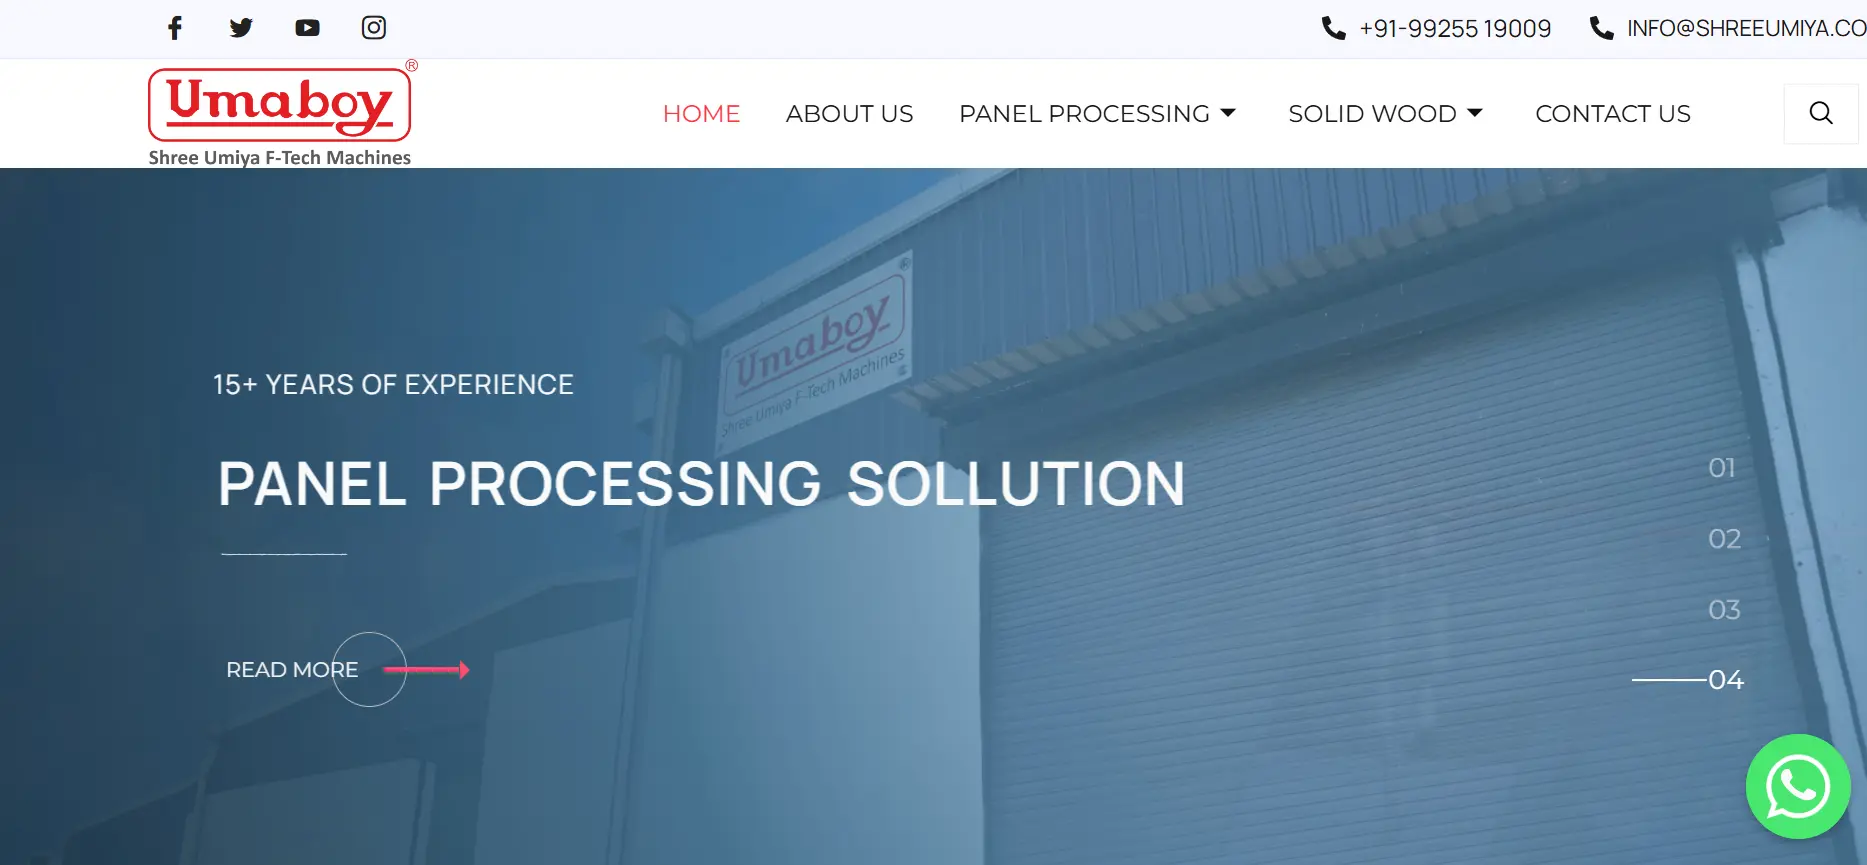 +91-99255 19009 INFO@SHREEUMIYA.CO
Umaboy®
Shree Umiya F-Tech Machines
HOME ABOUT US PANEL PROCESSING SOLID WOOD CONTACT US
Umaboy®
Shree Umiya F-Tech Machines
15+ YEARS OF EXPERIENCE
PANEL PROCESSING SOLLUTION
READ MORE
01
02
03
04